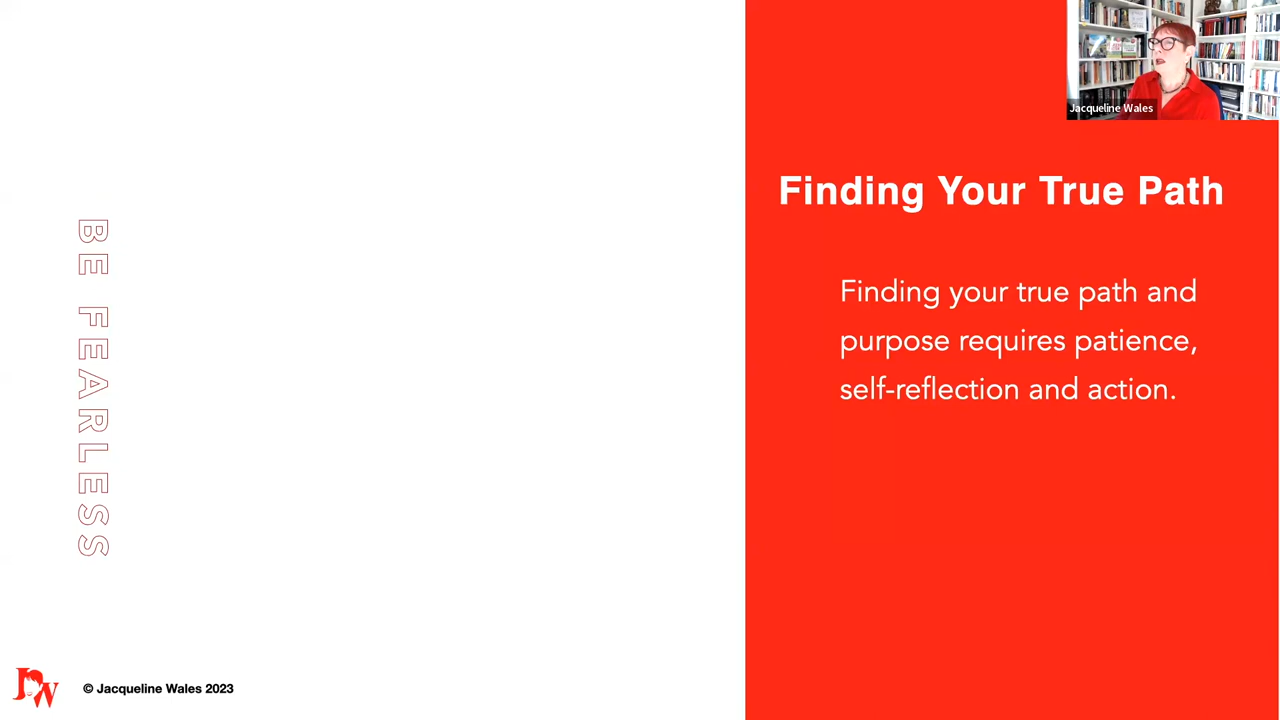 Jacqueline Wales
Finding Your True Path
Finding your true path and
purpose requires patience,
self-reflection and action.
BE FEARLESS
JW
© Jacqueline Wales 2023